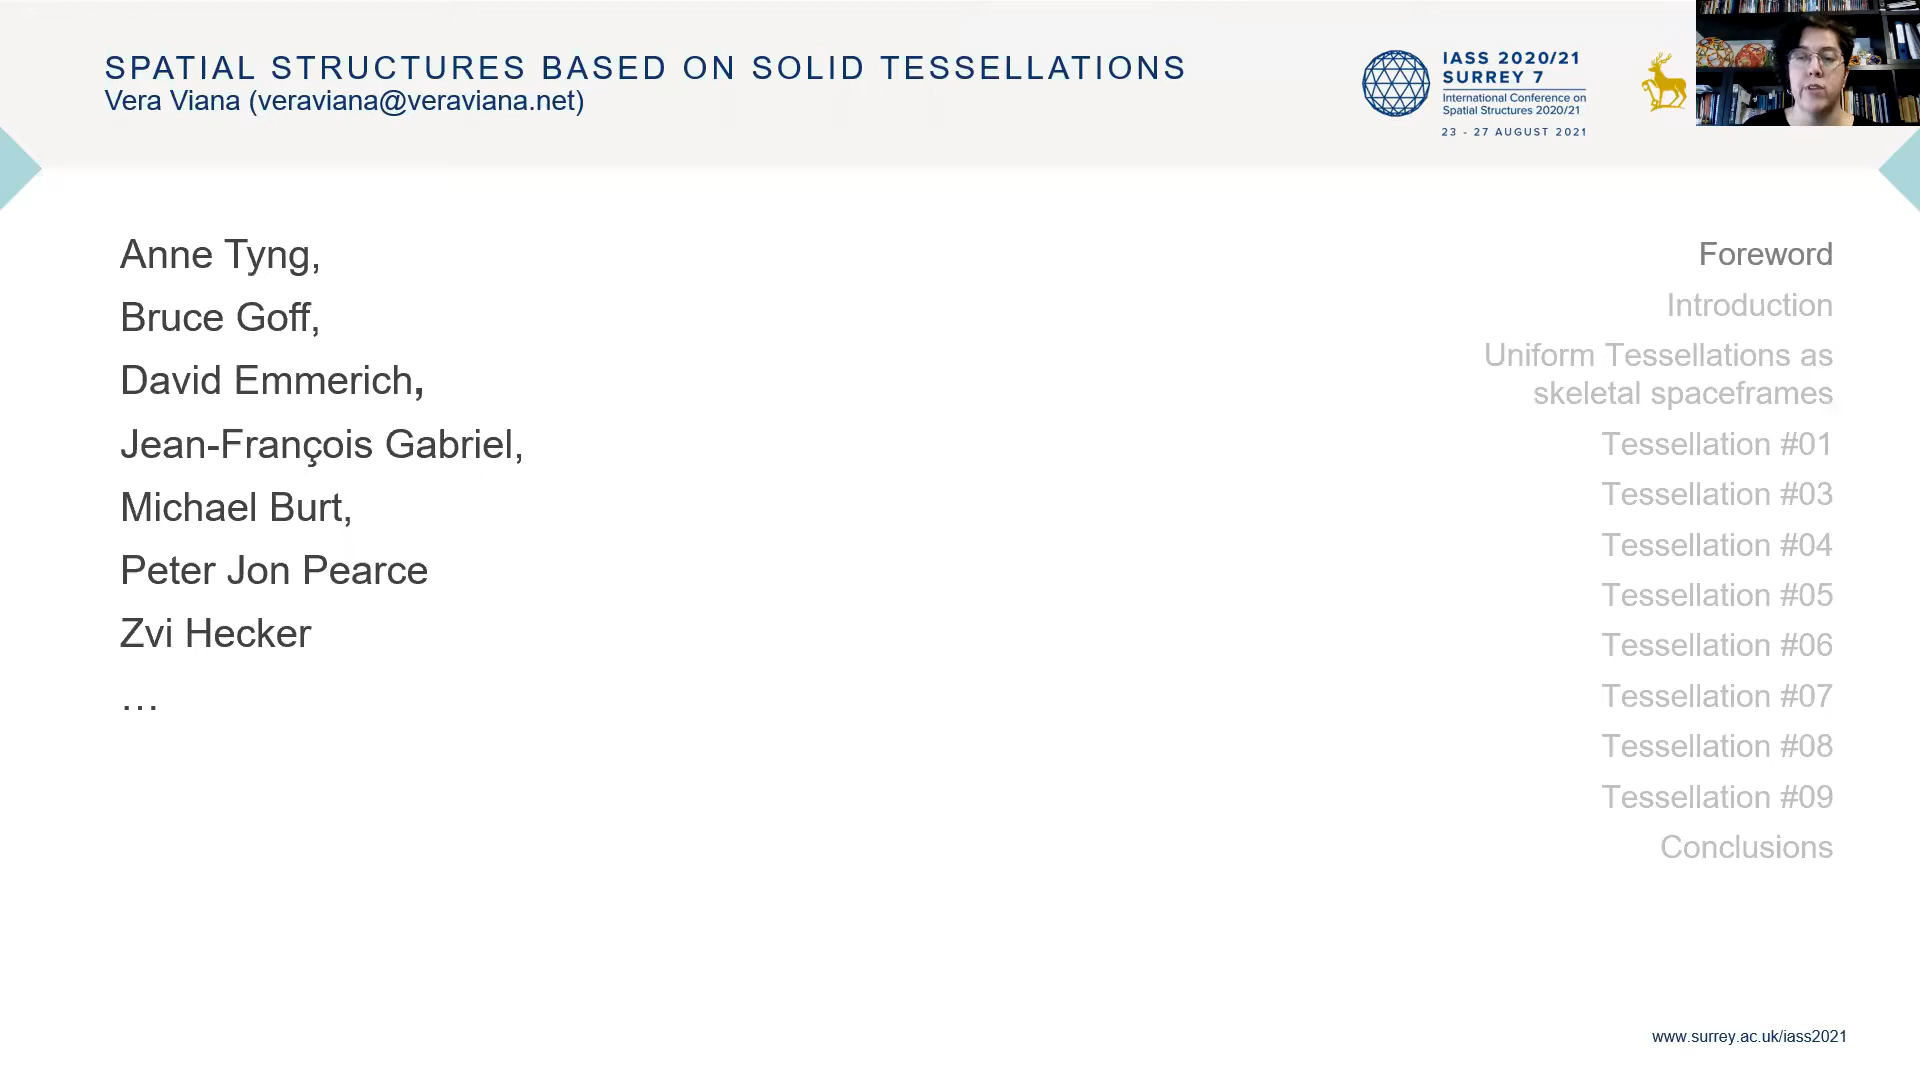 SPATIAL STRUCTURES BASED ON SOLID TESSELLATIONS
Vera Viana (veraviana@veraviana.net)
IASS 2020/21
SURREY 7
International Conference on
Spatial Structures 2020/21
23 - 27 AUGUST 2021
Anne Tyng,
Bruce Goff,
David Emmerich,
Jean-François Gabriel,
Michael Burt,
Peter Jon Pearce
Zvi Hecker
…
Foreword
Introduction
Uniform Tessellations as
skeletal spaceframes
Tessellation #01
Tessellation #03
Tessellation #04
Tessellation #05
Tessellation #06
Tessellation #07
Tessellation #08
Tessellation #09
Conclusions
www.surrey.ac.uk/iass2021